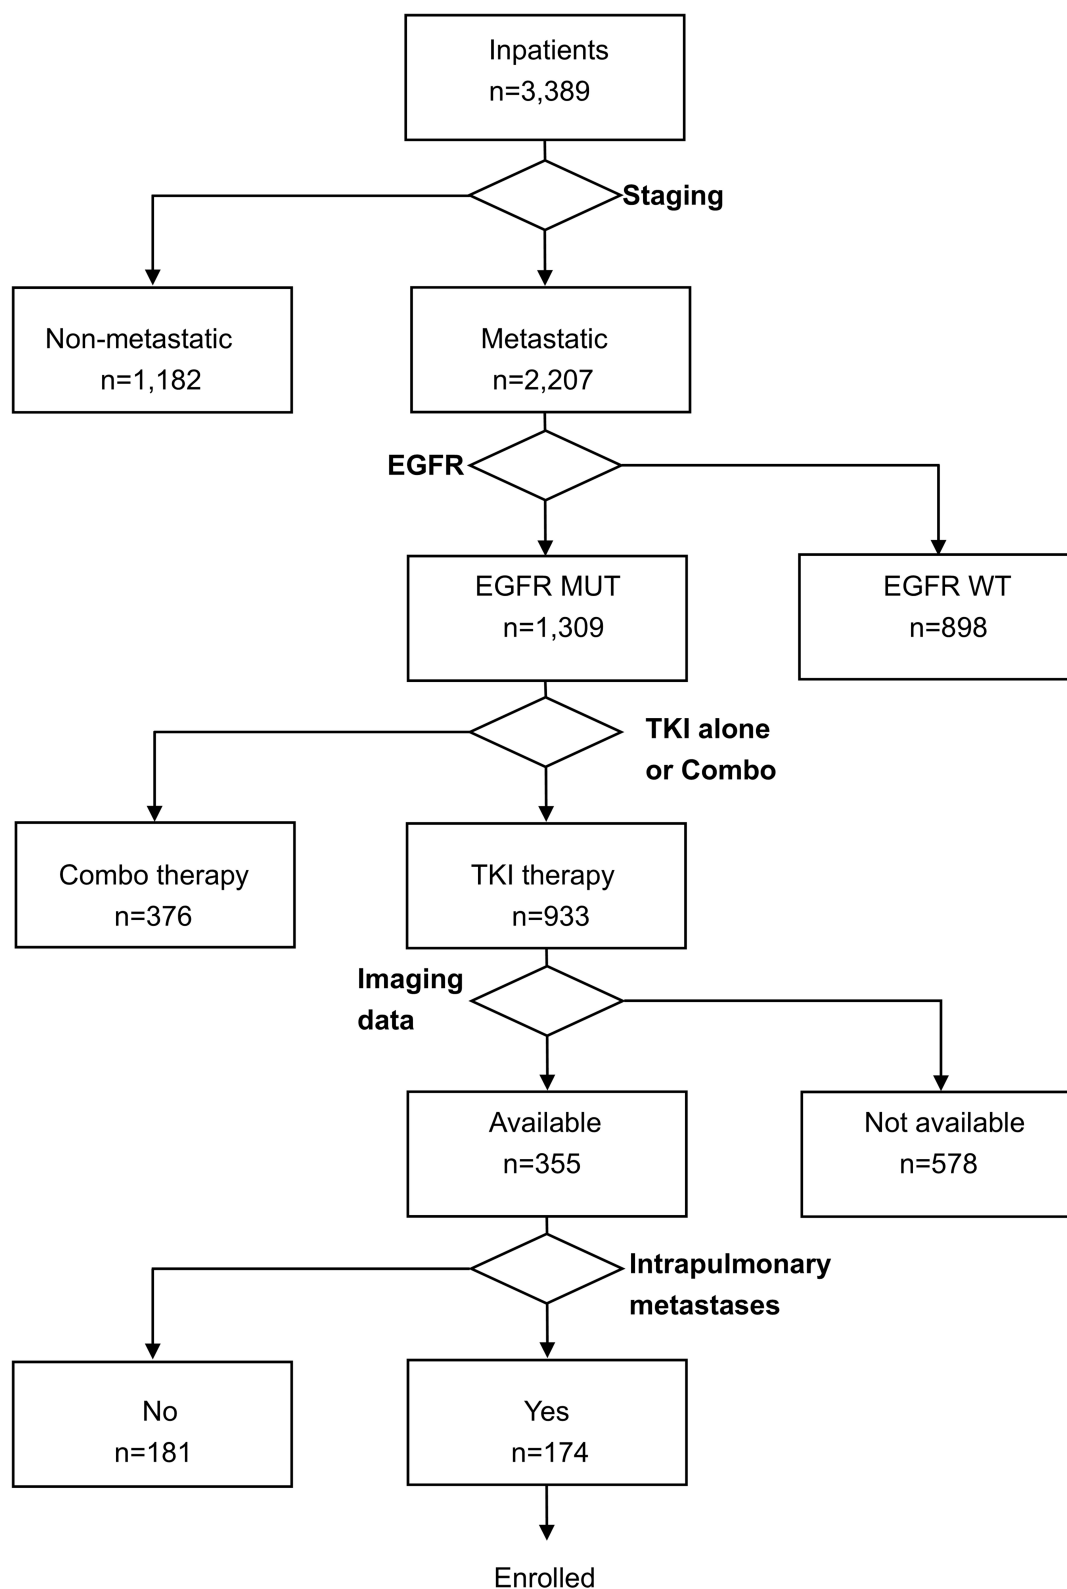 Inpatients
n=3,389
Staging
Non-metastatic
n=1,182
Metastatic
n=2,207
EGFR
EGFR MUT
n=1,309
EGFR WT
n=898
TKI alone
or Combo
Combo therapy
n=376
TKI therapy
n=933
Imaging
data
Available
n=355
Not available
n=578
Intrapulmonary
metastases
No
n=181
Yes
n=174
Enrolled